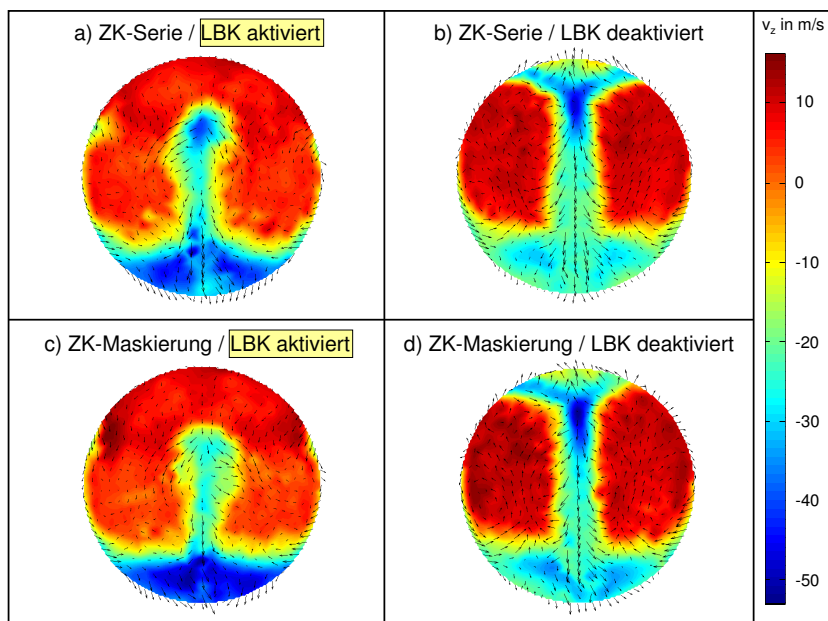 a) ZK-Serie / LBK aktiviert
b) ZK-Serie / LBK deaktiviert
v_z in m/s
10
0
-10
-20
-30
-40
-50
c) ZK-Maskierung / LBK aktiviert
d) ZK-Maskierung / LBK deaktiviert